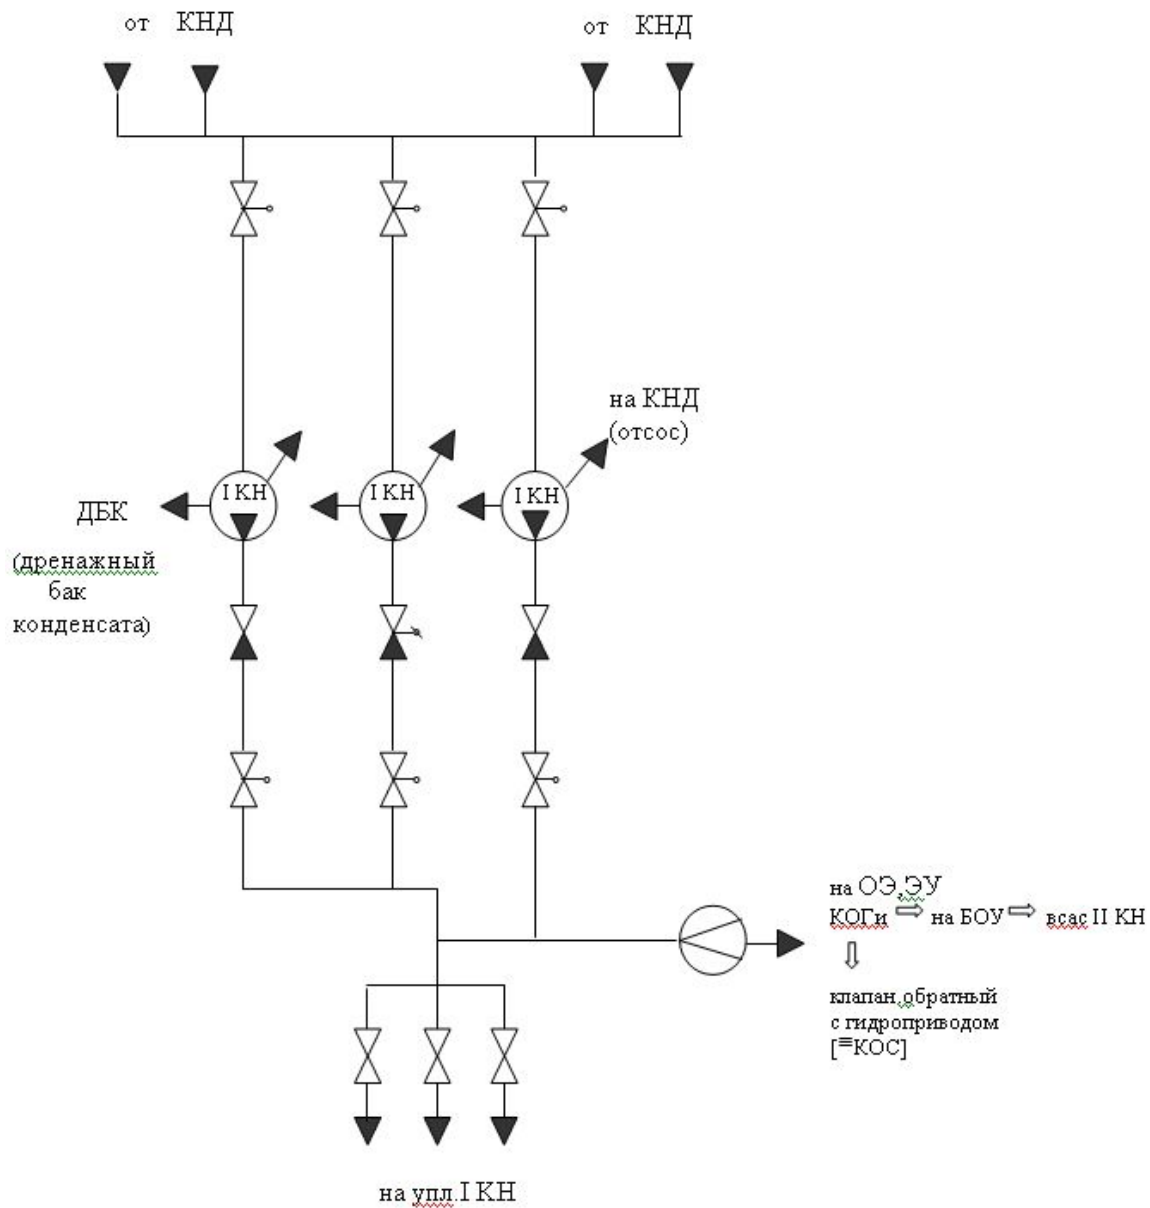 от КНД
от КНД
на КНД
(отсос)
I КН
I КН
I КН
ДБК
(дренажный
бак
конденсата)
на ОЭ,ЭУ
КОГи ⇨ на БОУ ⇨ всас II КН
клапан,обратный
с гидроприводом
[≡КОС]
на упл.I КН